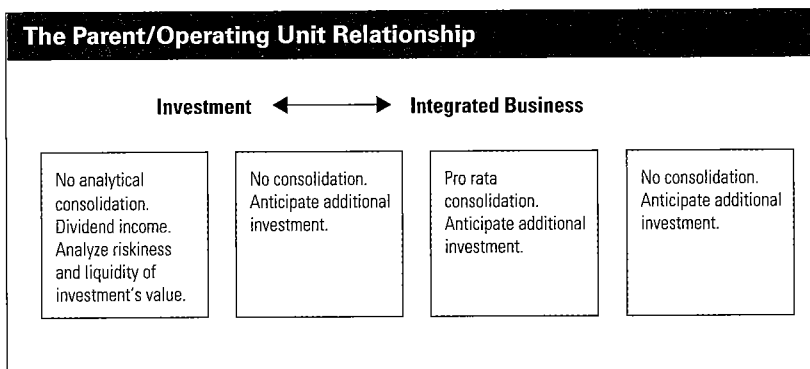 The Parent/Operating Unit Relationship
Investment
Integrated Business
No analytical
consolidation.
Dividend income.
Analyze riskiness
and liquidity of
investment's value.
No consolidation.
Anticipate additional
investment.
Pro rata
consolidation.
Anticipate additional
investment.
No consolidation.
Anticipate additional
investment.